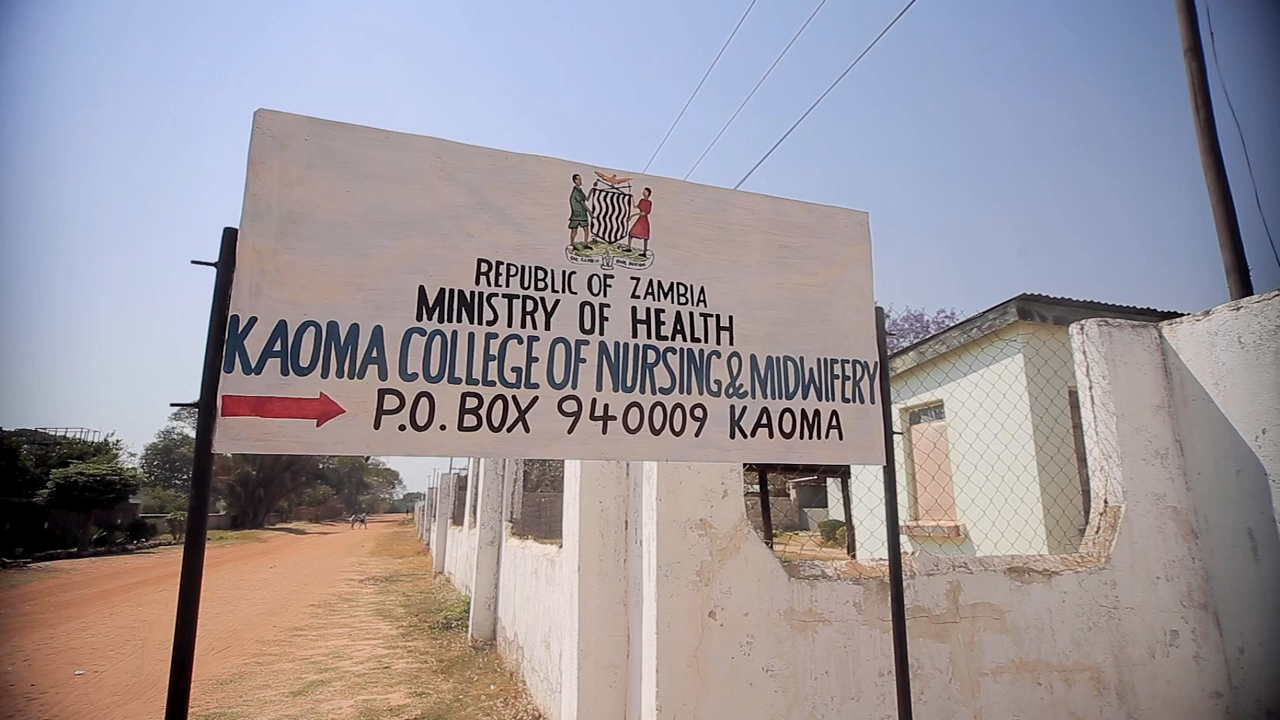 REPUBLIC OF ZAMBIA
MINISTRY OF HEALTH
KAOMA COLLEGE OF NURSING & MIDWIFERY
P.O. BOX 940009 KAOMA